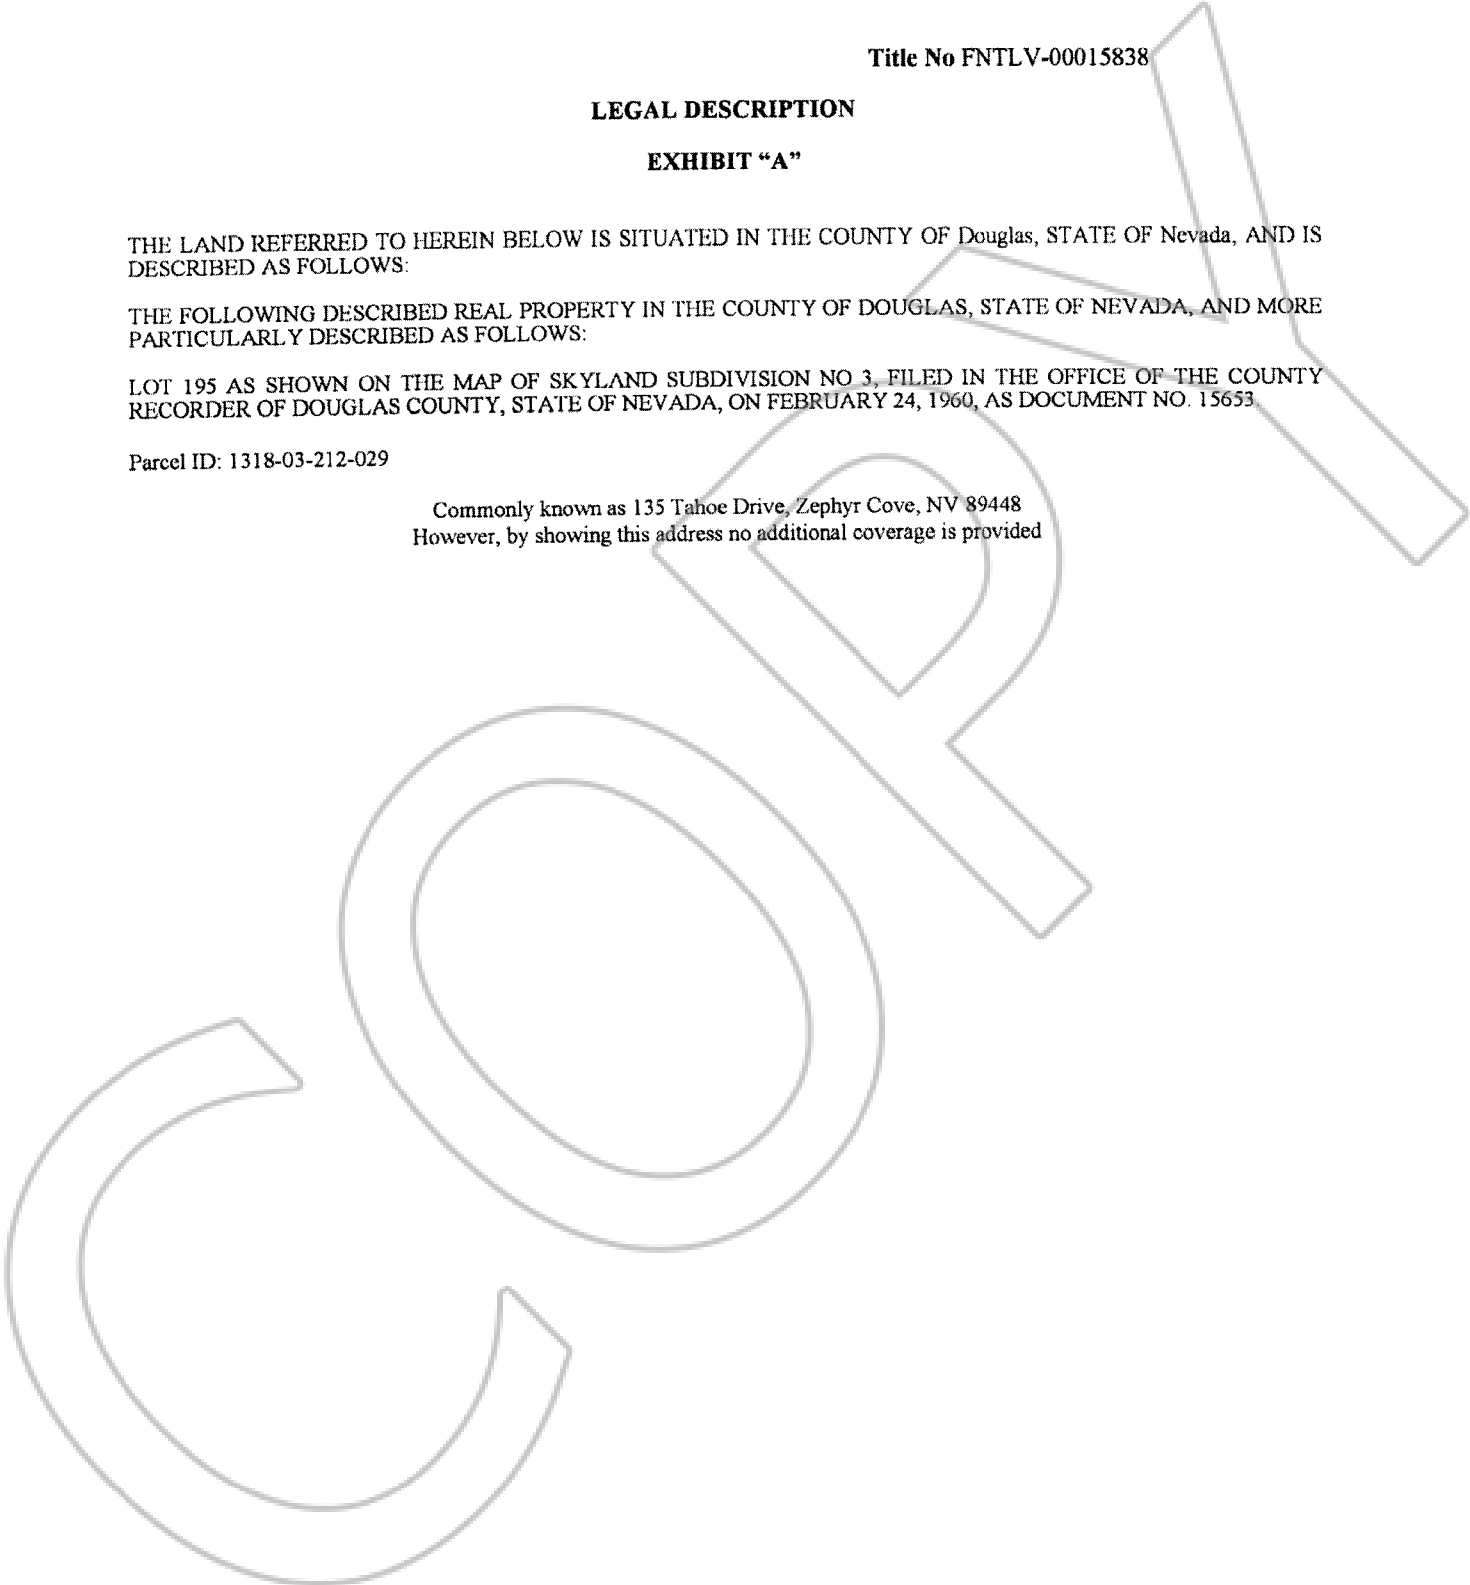 Title No FNTLV-00015838
LEGAL DESCRIPTION
EXHIBIT “A”
THE LAND REFERRED TO HEREIN BELOW IS SITUATED IN THE COUNTY OF Douglas, STATE OF Nevada, AND IS
DESCRIBED AS FOLLOWS:
THE FOLLOWING DESCRIBED REAL PROPERTY IN THE COUNTY OF DOUGLAS, STATE OF NEVADA, AND MORE
PARTICULARLY DESCRIBED AS FOLLOWS:
LOT 195 AS SHOWN ON THE MAP OF SKYLAND SUBDIVISION NO 3, FILED IN THE OFFICE OF THE COUNTY
RECORDER OF DOUGLAS COUNTY, STATE OF NEVADA, ON FEBRUARY 24, 1960, AS DOCUMENT NO. 15653.
Parcel ID: 1318-03-212-029
Commonly known as 135 Tahoe Drive, Zephyr Cove, NV 89448
However, by showing this address no additional coverage is provided
COPY